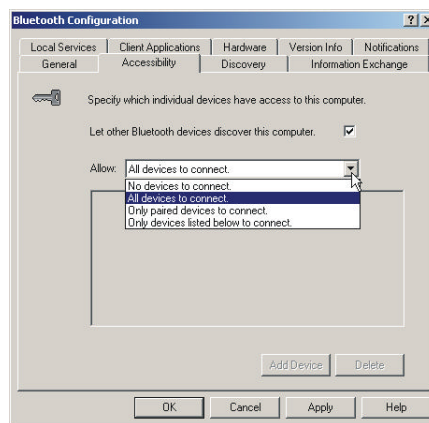 Bluetooth Configuration
Local Services Client Applications Hardware Version Info Notifications
General Accessibility Discovery Information Exchange
Specify which individual devices have access to this computer.
Let other Bluetooth devices discover this computer.
Allow: All devices to connect.
No devices to connect.
All devices to connect.
Only paired devices to connect.
Only devices listed below to connect.
Add Device Delete
OK Cancel Apply Help